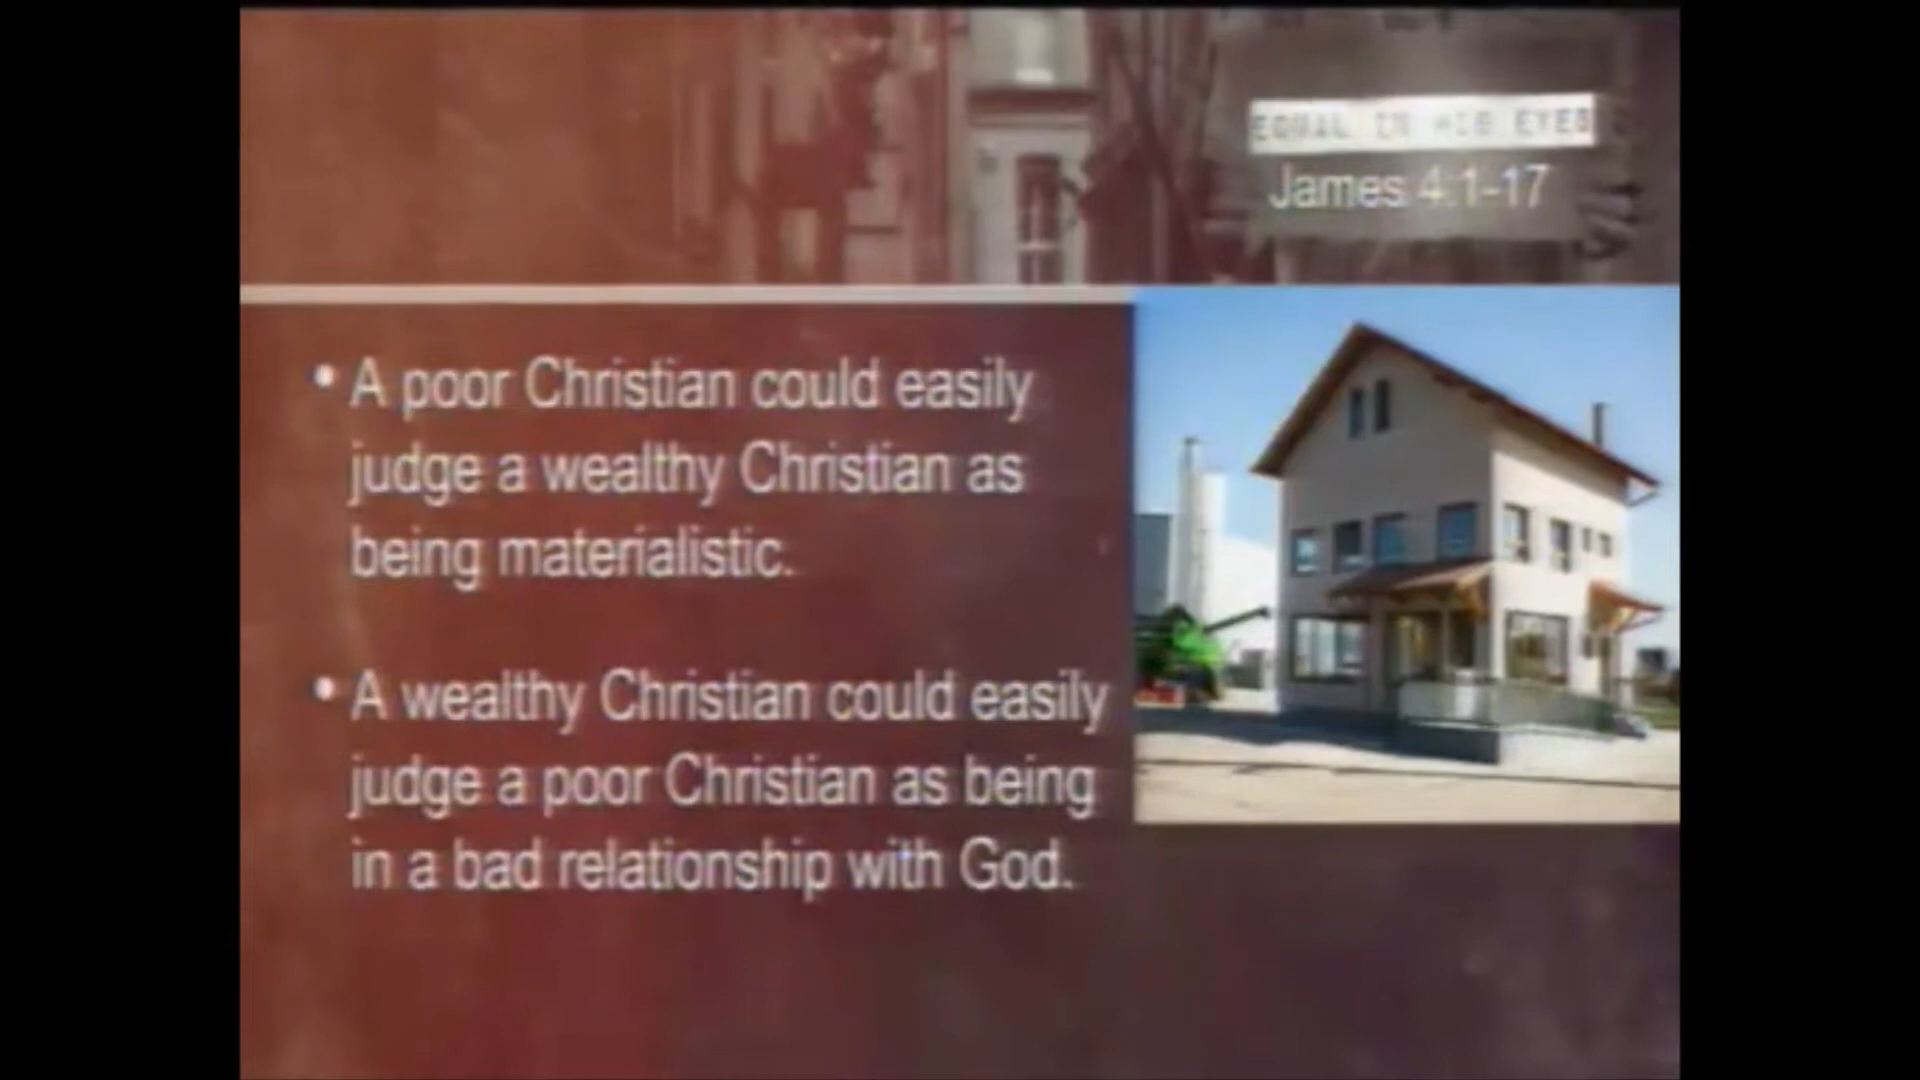 EQUAL IN HIS EYES
James 4:1-17
• A poor Christian could easily
judge a wealthy Christian as
being materialistic.
• A wealthy Christian could easily
judge a poor Christian as being
in a bad relationship with God.